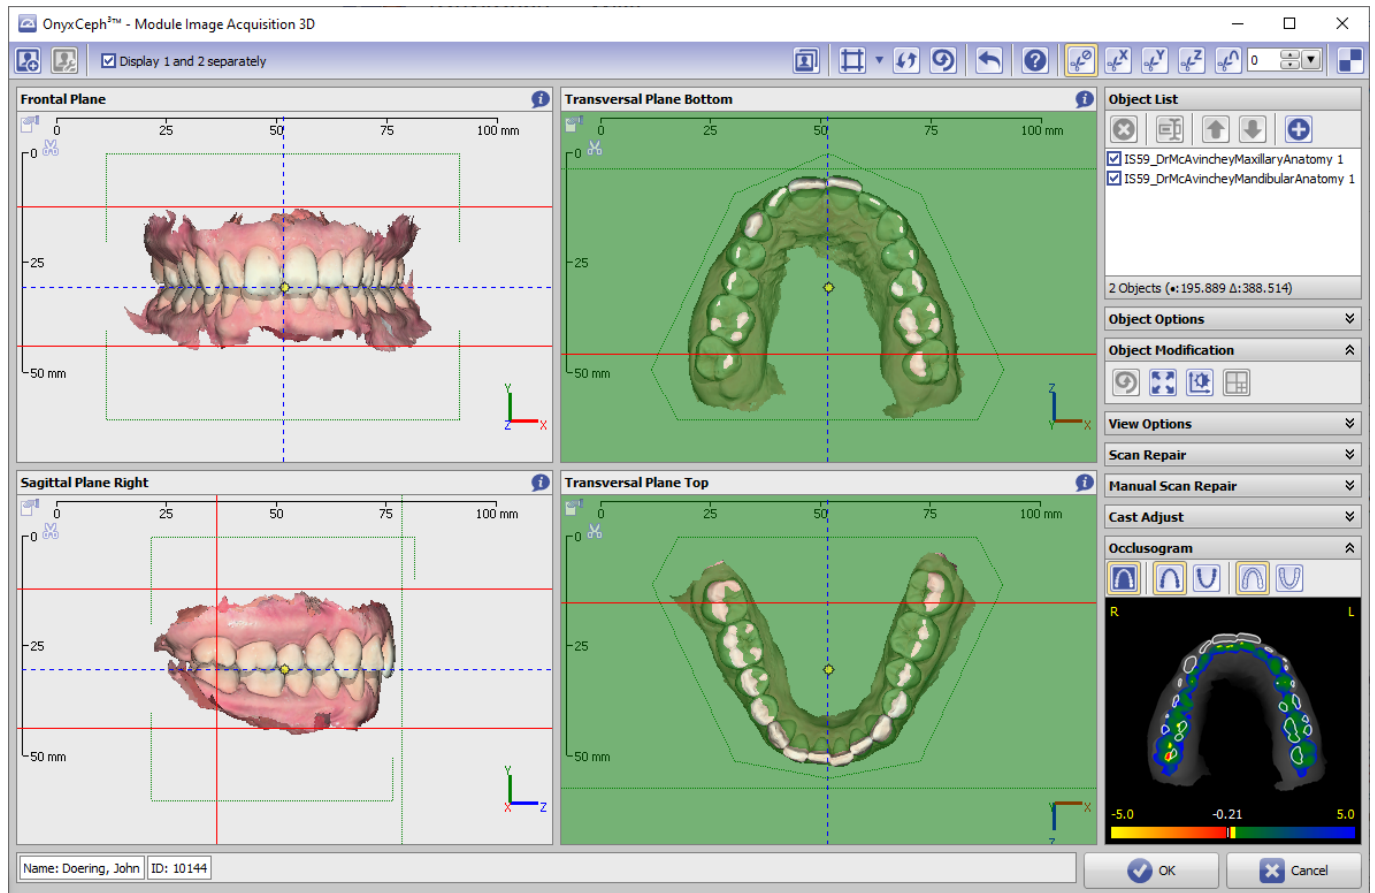 OnyxCeph³™ - Module Image Acquisition 3D
Display 1 and 2 separately
0
Frontal Plane
0 25 50 75 100 mm
0
25
50 mm
Y
Z X
Transversal Plane Bottom
0 25 50 75 100 mm
0
25
50 mm
Z
Y X
Sagittal Plane Right
0 25 50 75 100 mm
0
25
50 mm
Y
X Z
Transversal Plane Top
0 25 50 75 100 mm
0
25
50 mm
Y X
Z
Object List
IS59_DrMcAvincheyMaxillaryAnatomy 1
IS59_DrMcAvincheyMandibularAnatomy 1
2 Objects (•:195.889 Δ:388.514)
Object Options
Object Modification
View Options
Scan Repair
Manual Scan Repair
Cast Adjust
Occlusogram
R L
-5.0 -0.21 5.0
Name: Doering, John ID: 10144
OK Cancel